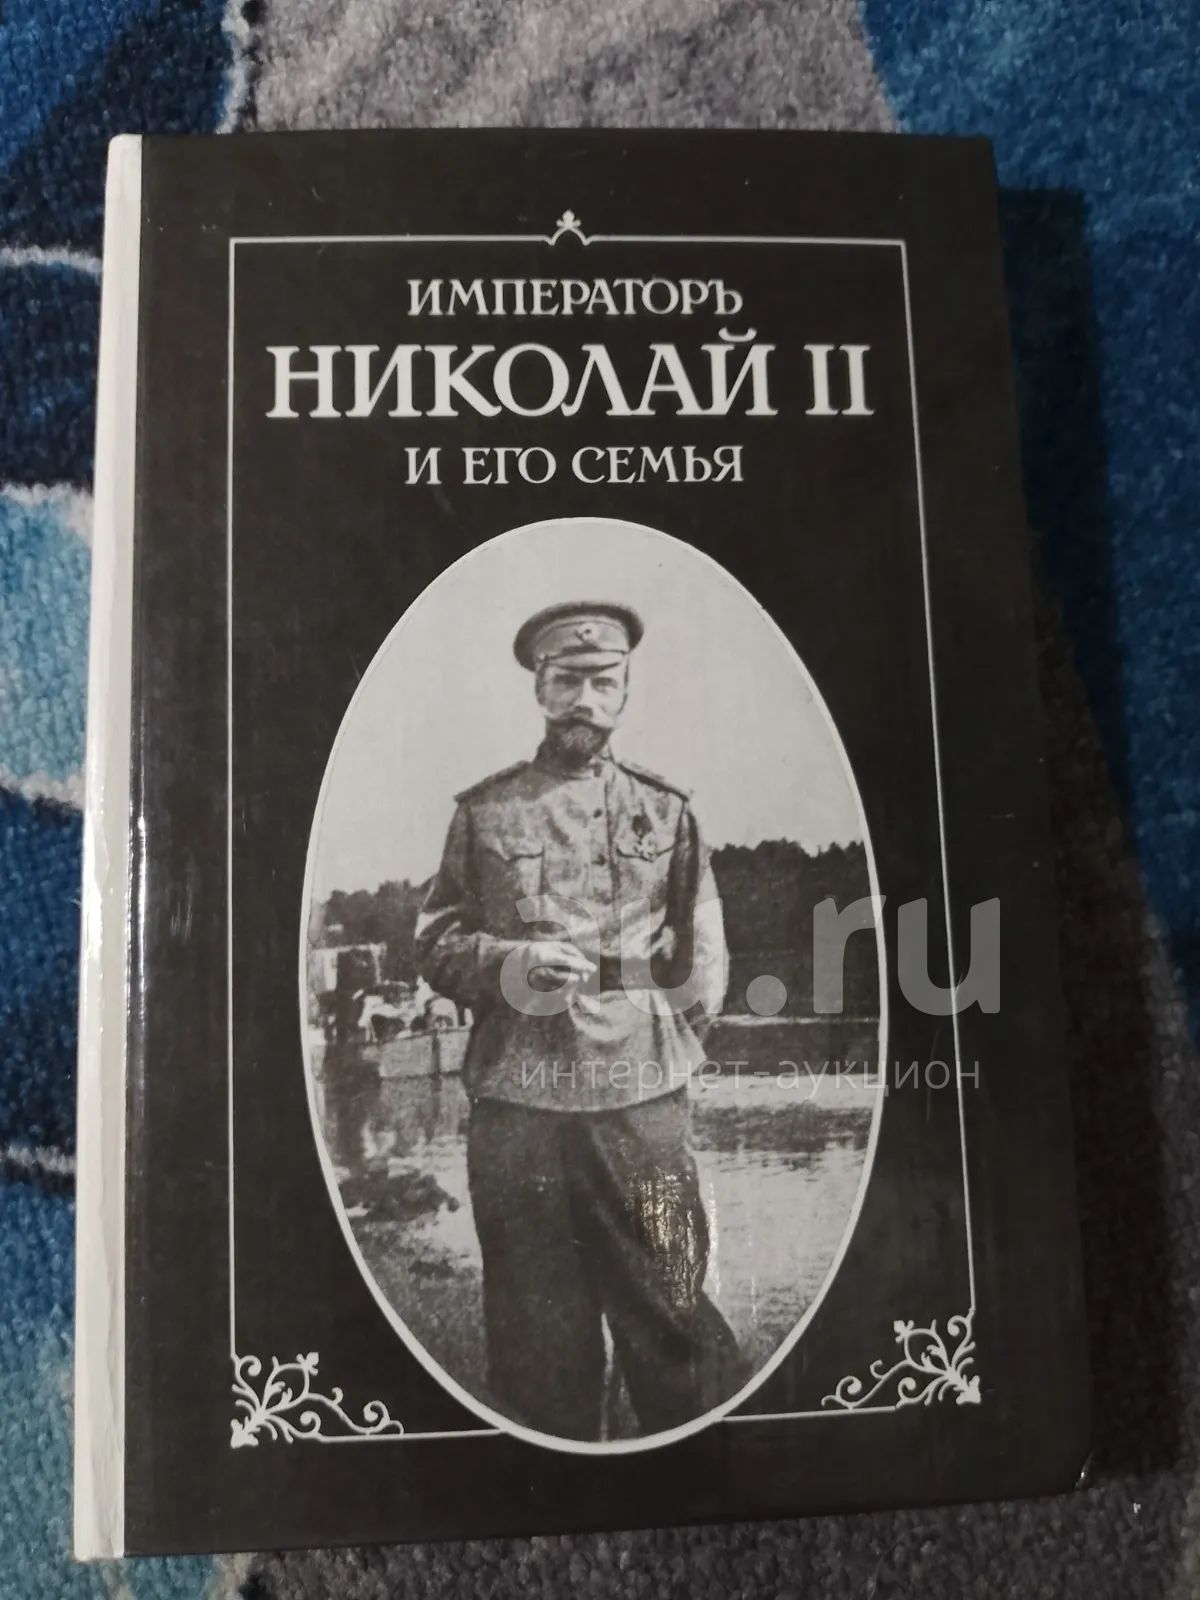 ИМПЕРАТОРЪ
НИКОЛАЙ II
И ЕГО СЕМЬЯ
au.ru
интернет-аукцион